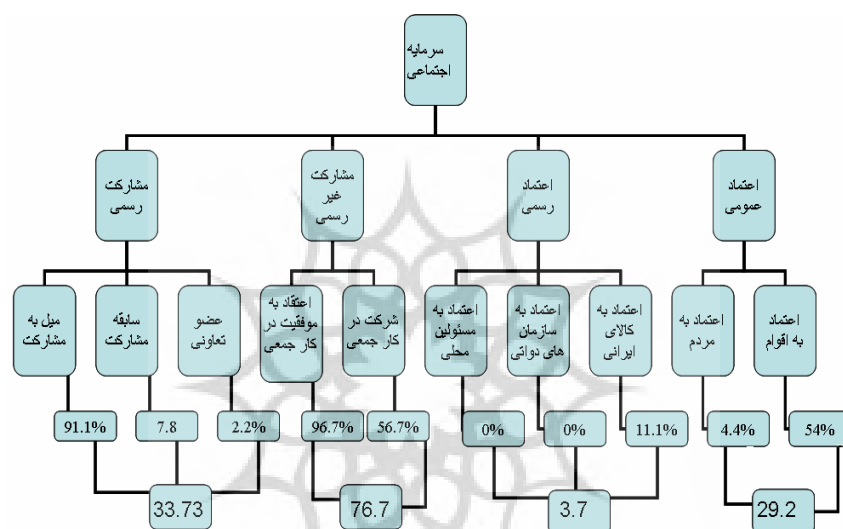 سرمایه
اجتماعی
اعتماد
عمومی
اعتماد
رسمی
مشارکت
غیر
رسمی
مشارکت
رسمی
اعتماد
به اقوام
اعتماد به
مردم
اعتماد به
کالای
ایرانی
اعتماد به
سازمان
های دواتی
اعتماد به
مسئولین
محلی
شرکت در
کار جمعی
اعتقاد به
موفقیت در
کار جمعی
عضو
تعاونی
سابقه
مشارکت
میل به
مشارکت
54%
4.4%
11.1%
0%
0%
56.7%
96.7%
2.2%
7.8
91.1%
29.2
3.7
76.7
33.73